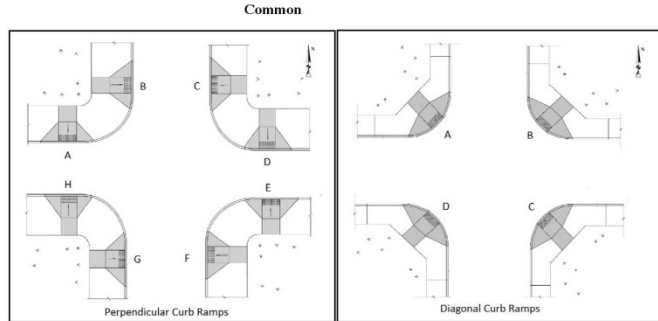 Common
N
N
B
C
A
D
H
E
G
F
Perpendicular Curb Ramps
A
B
D
C
Diagonal Curb Ramps